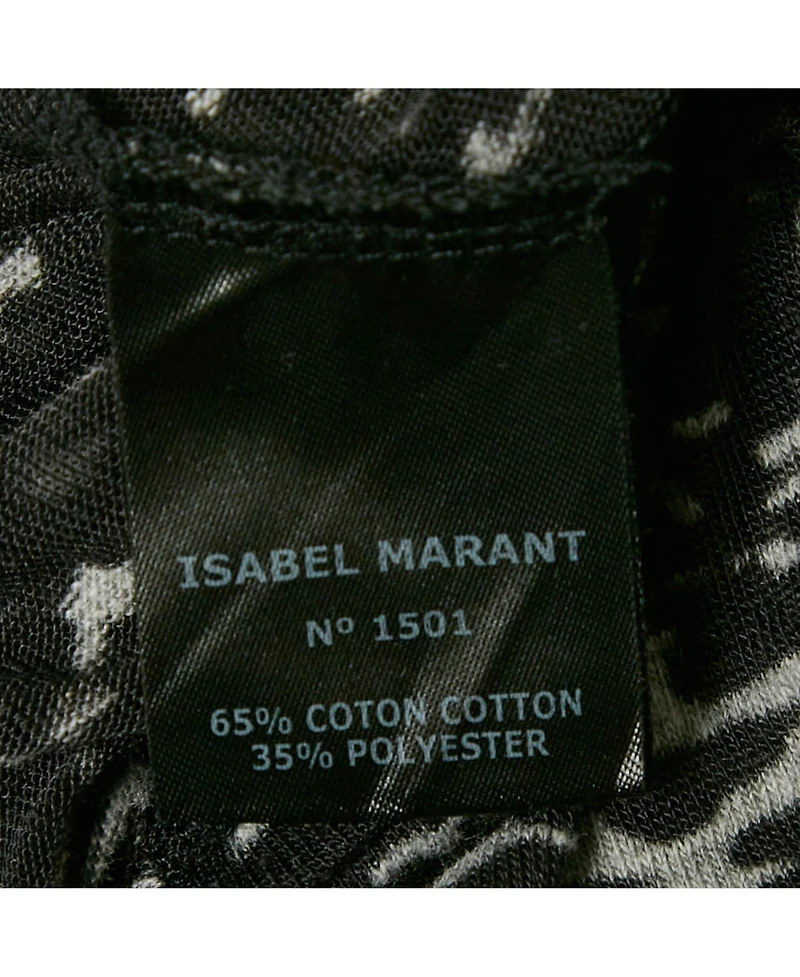 ISABEL MARANT
Nº 1501
65% COTON COTTON
35% POLYESTER